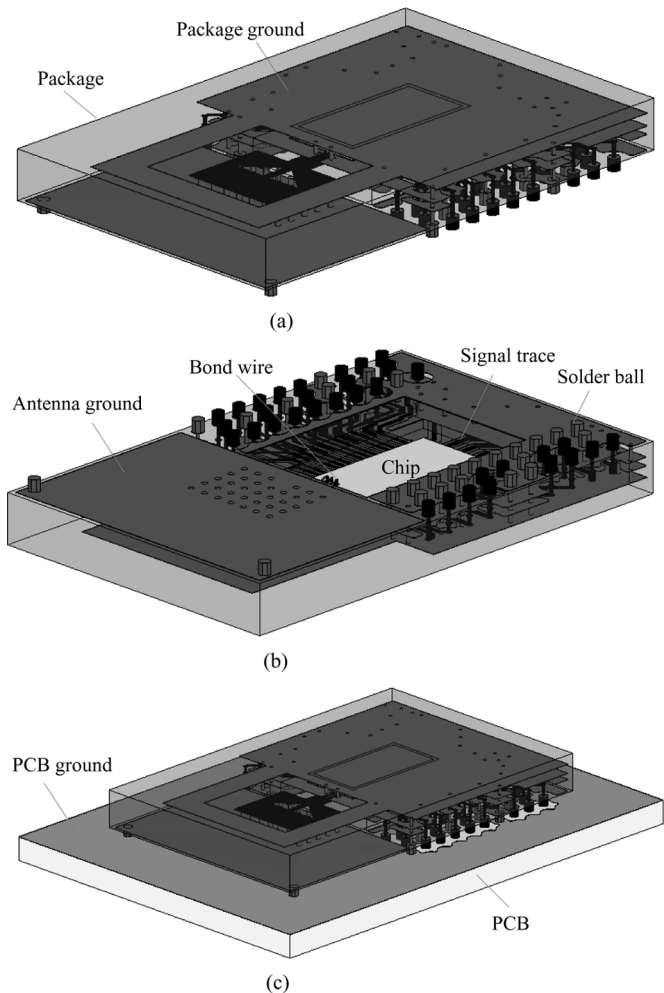 Package ground
Package
(a)
Bond wire
Signal trace
Solder ball
Antenna ground
Chip
(b)
PCB ground
PCB
(c)